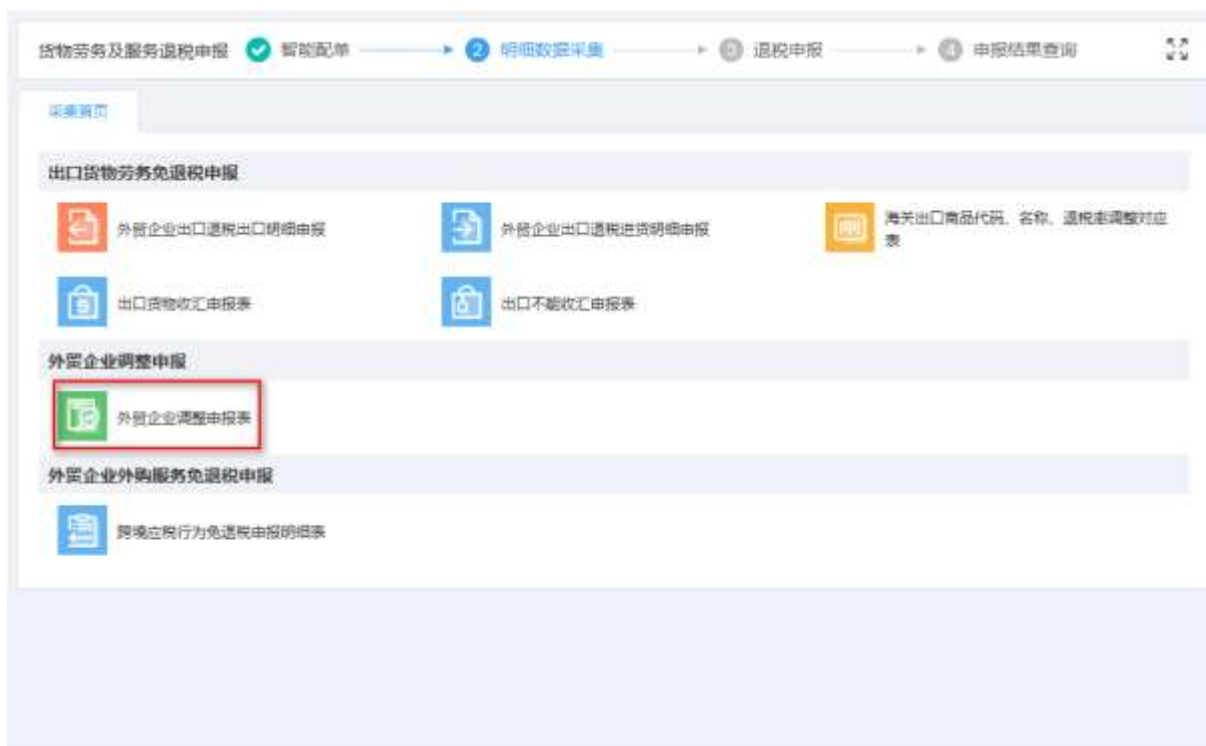 货物劳务及服务退税申报 智能配单 2 明细数据采集 3 退税申报 4 申报结果查询
采集首页
出口货物劳务免退税申报
外贸企业出口退税出口明细申报 外贸企业出口退税进货明细申报 海关出口商品代码、名称、退税率调整对应
表
出口货物收汇申报表 出口不能收汇申报表
外贸企业调整申报
外贸企业调整申报表
外贸企业外购服务免退税申报
跨境应税行为免退税申报明细表